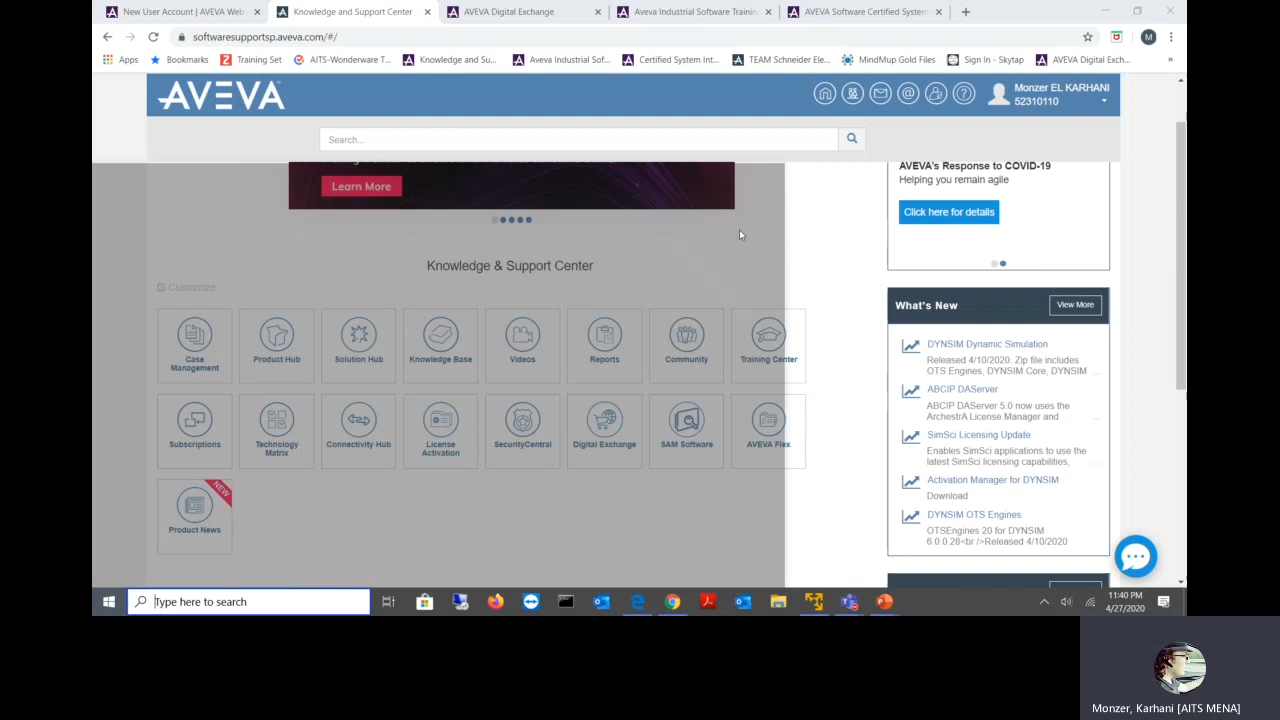 New User Account | AVEVA Web
Knowledge and Support Center
AVEVA Digital Exchange
Aveva Industrial Software Training
AVEVA Software Certified System
softwaresupportsp.aveva.com/#/
M
Apps
Bookmarks
Training Set
AITS-Wonderware T...
Knowledge and Su...
Aveva Industrial Sof...
Certified System Int...
TEAM Schneider Ele...
MindMup Gold Files
Sign In - Skytap
AVEVA Digital Exch...
»
AVEVA
Monzer EL KARHANI
52310110
Search...
Learn More
AVEVA's Response to COVID-19
Helping you remain agile
Click here for details
Knowledge & Support Center
Customize
Case
Management
Product Hub
Solution Hub
Knowledge Base
Videos
Reports
Community
Training Center
Subscriptions
Technology
Matrix
Connectivity Hub
License
Activation
SecurityCentral
Digital Exchange
SAM Software
AVEVA Flex
NEW
Product News
What's New
View More
DYNSIM Dynamic Simulation
Released 4/10/2020. Zip file includes
OTS Engines, DYNSIM Core, DYNSIM
...
ABCIP DAServer
ABCIP DAServer 5.0 now uses the
ArchestrA License Manager and
...
SimSci Licensing Update
Enables SimSci applications to use the
latest SimSci licensing capabilities,
...
Activation Manager for DYNSIM
Download
DYNSIM OTS Engines
OTSEngines 20 for DYNSIM
6.0.0.28<br />Released 4/10/2020
Type here to search
11:40 PM
4/27/2020
Monzer, Karhani [AITS MENA]